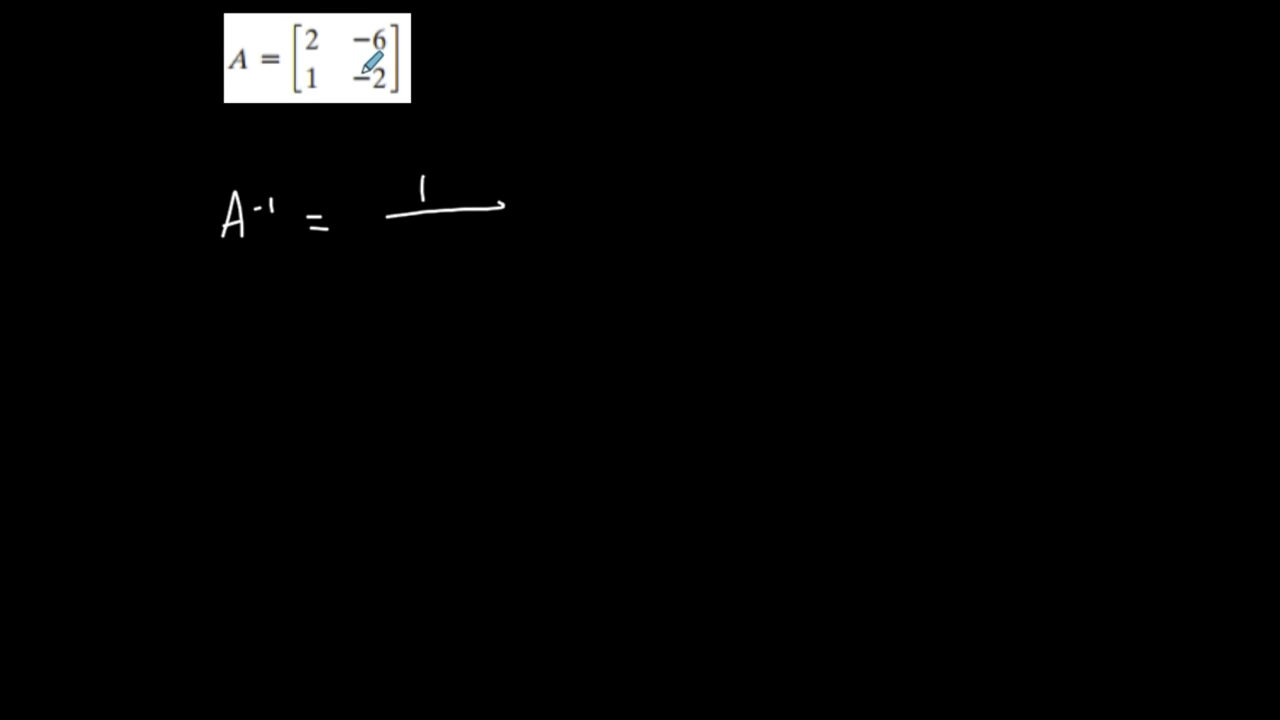 A = [2 −6
1 −2]
A⁻¹ = 1